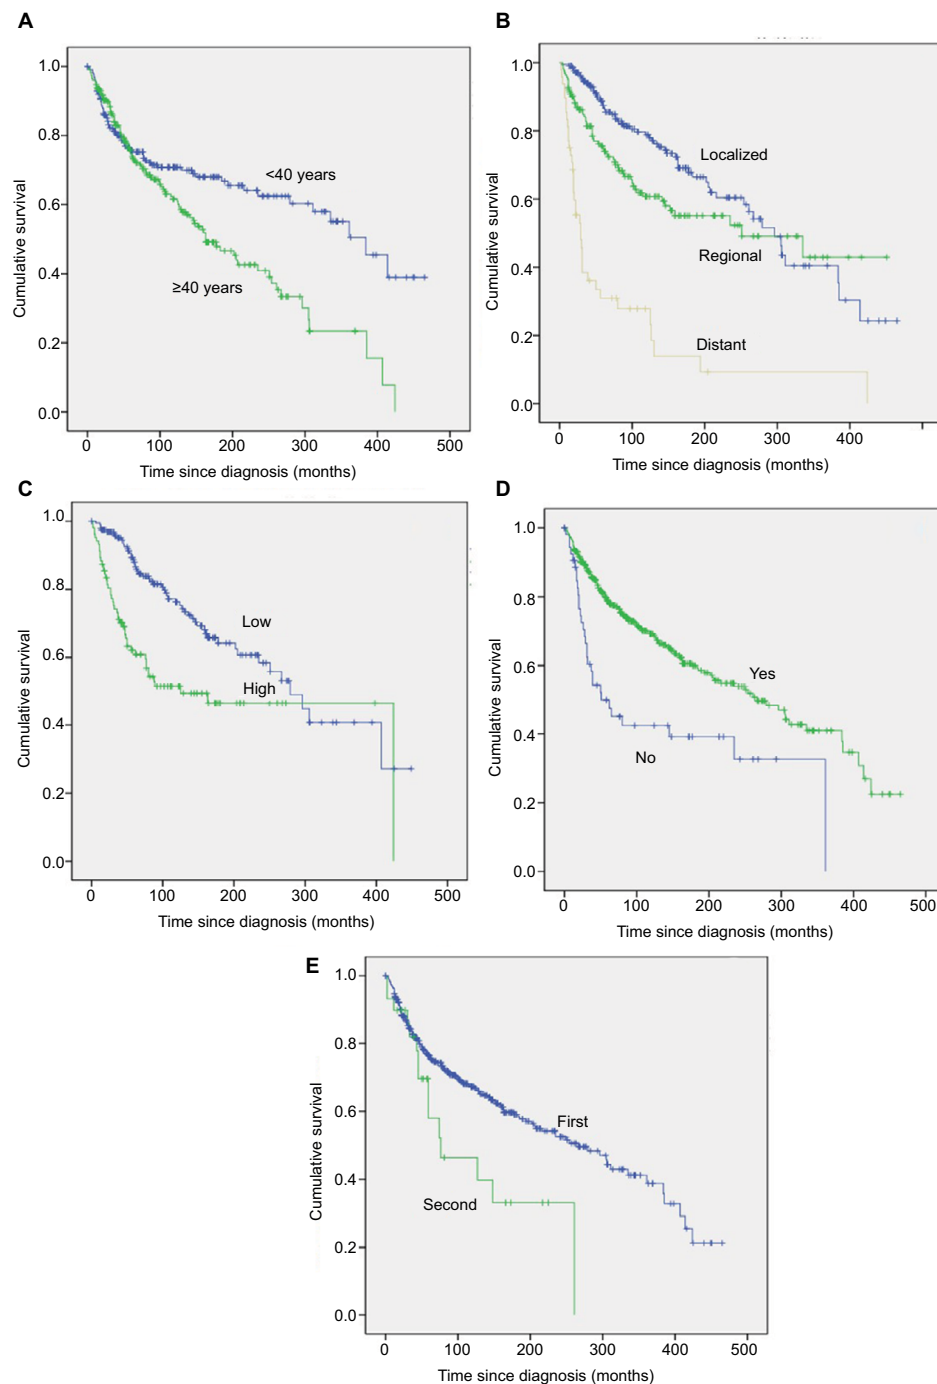 A
Cumulative survival
1.0
0.8
0.6
0.4
0.2
0.0
<40 years
≥40 years
0 100 200 300 400 500
Time since diagnosis (months)
B
Cumulative survival
1.0
0.8
0.6
0.4
0.2
0.0
Localized
Regional
Distant
0 100 200 300 400
Time since diagnosis (months)
C
Cumulative survival
1.0
0.8
0.6
0.4
0.2
0.0
Low
High
0 100 200 300 400 500
Time since diagnosis (months)
D
Cumulative survival
1.0
0.8
0.6
0.4
0.2
0.0
Yes
No
0 100 200 300 400 500
Time since diagnosis (months)
E
Cumulative survival
1.0
0.8
0.6
0.4
0.2
0.0
First
Second
0 100 200 300 400 500
Time since diagnosis (months)